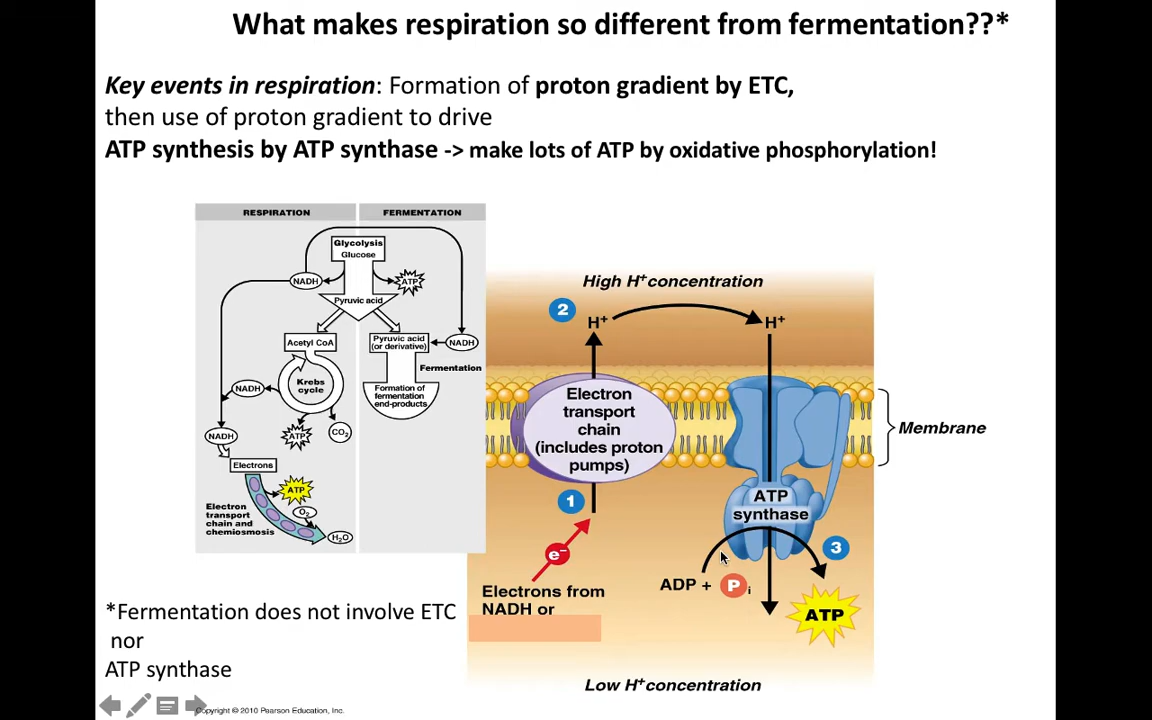 What makes respiration so different from fermentation??*
Key events in respiration: Formation of proton gradient by ETC,
then use of proton gradient to drive
ATP synthesis by ATP synthase -> make lots of ATP by oxidative phosphorylation!
RESPIRATION
FERMENTATION
Glycolysis
Glucose
NADH
ATP
Pyruvic acid
Acetyl CoA
Pyruvic acid
(or derivative)
NADH
Fermentation
Krebs
cycle
NADH
Formation of
fermentation
end-products
NADH
ATP
CO2
Electrons
ATP
Electron
transport
chain and
chemiosmosis
O2
H2O
High H+ concentration
2
H+
H+
Electron
transport
chain
(includes proton
pumps)
Membrane
1
ATP
synthase
e–
3
ADP + Pi
Electrons from
NADH or
ATP
Low H+ concentration
*Fermentation does not involve ETC
nor
ATP synthase
Copyright © 2010 Pearson Education, Inc.